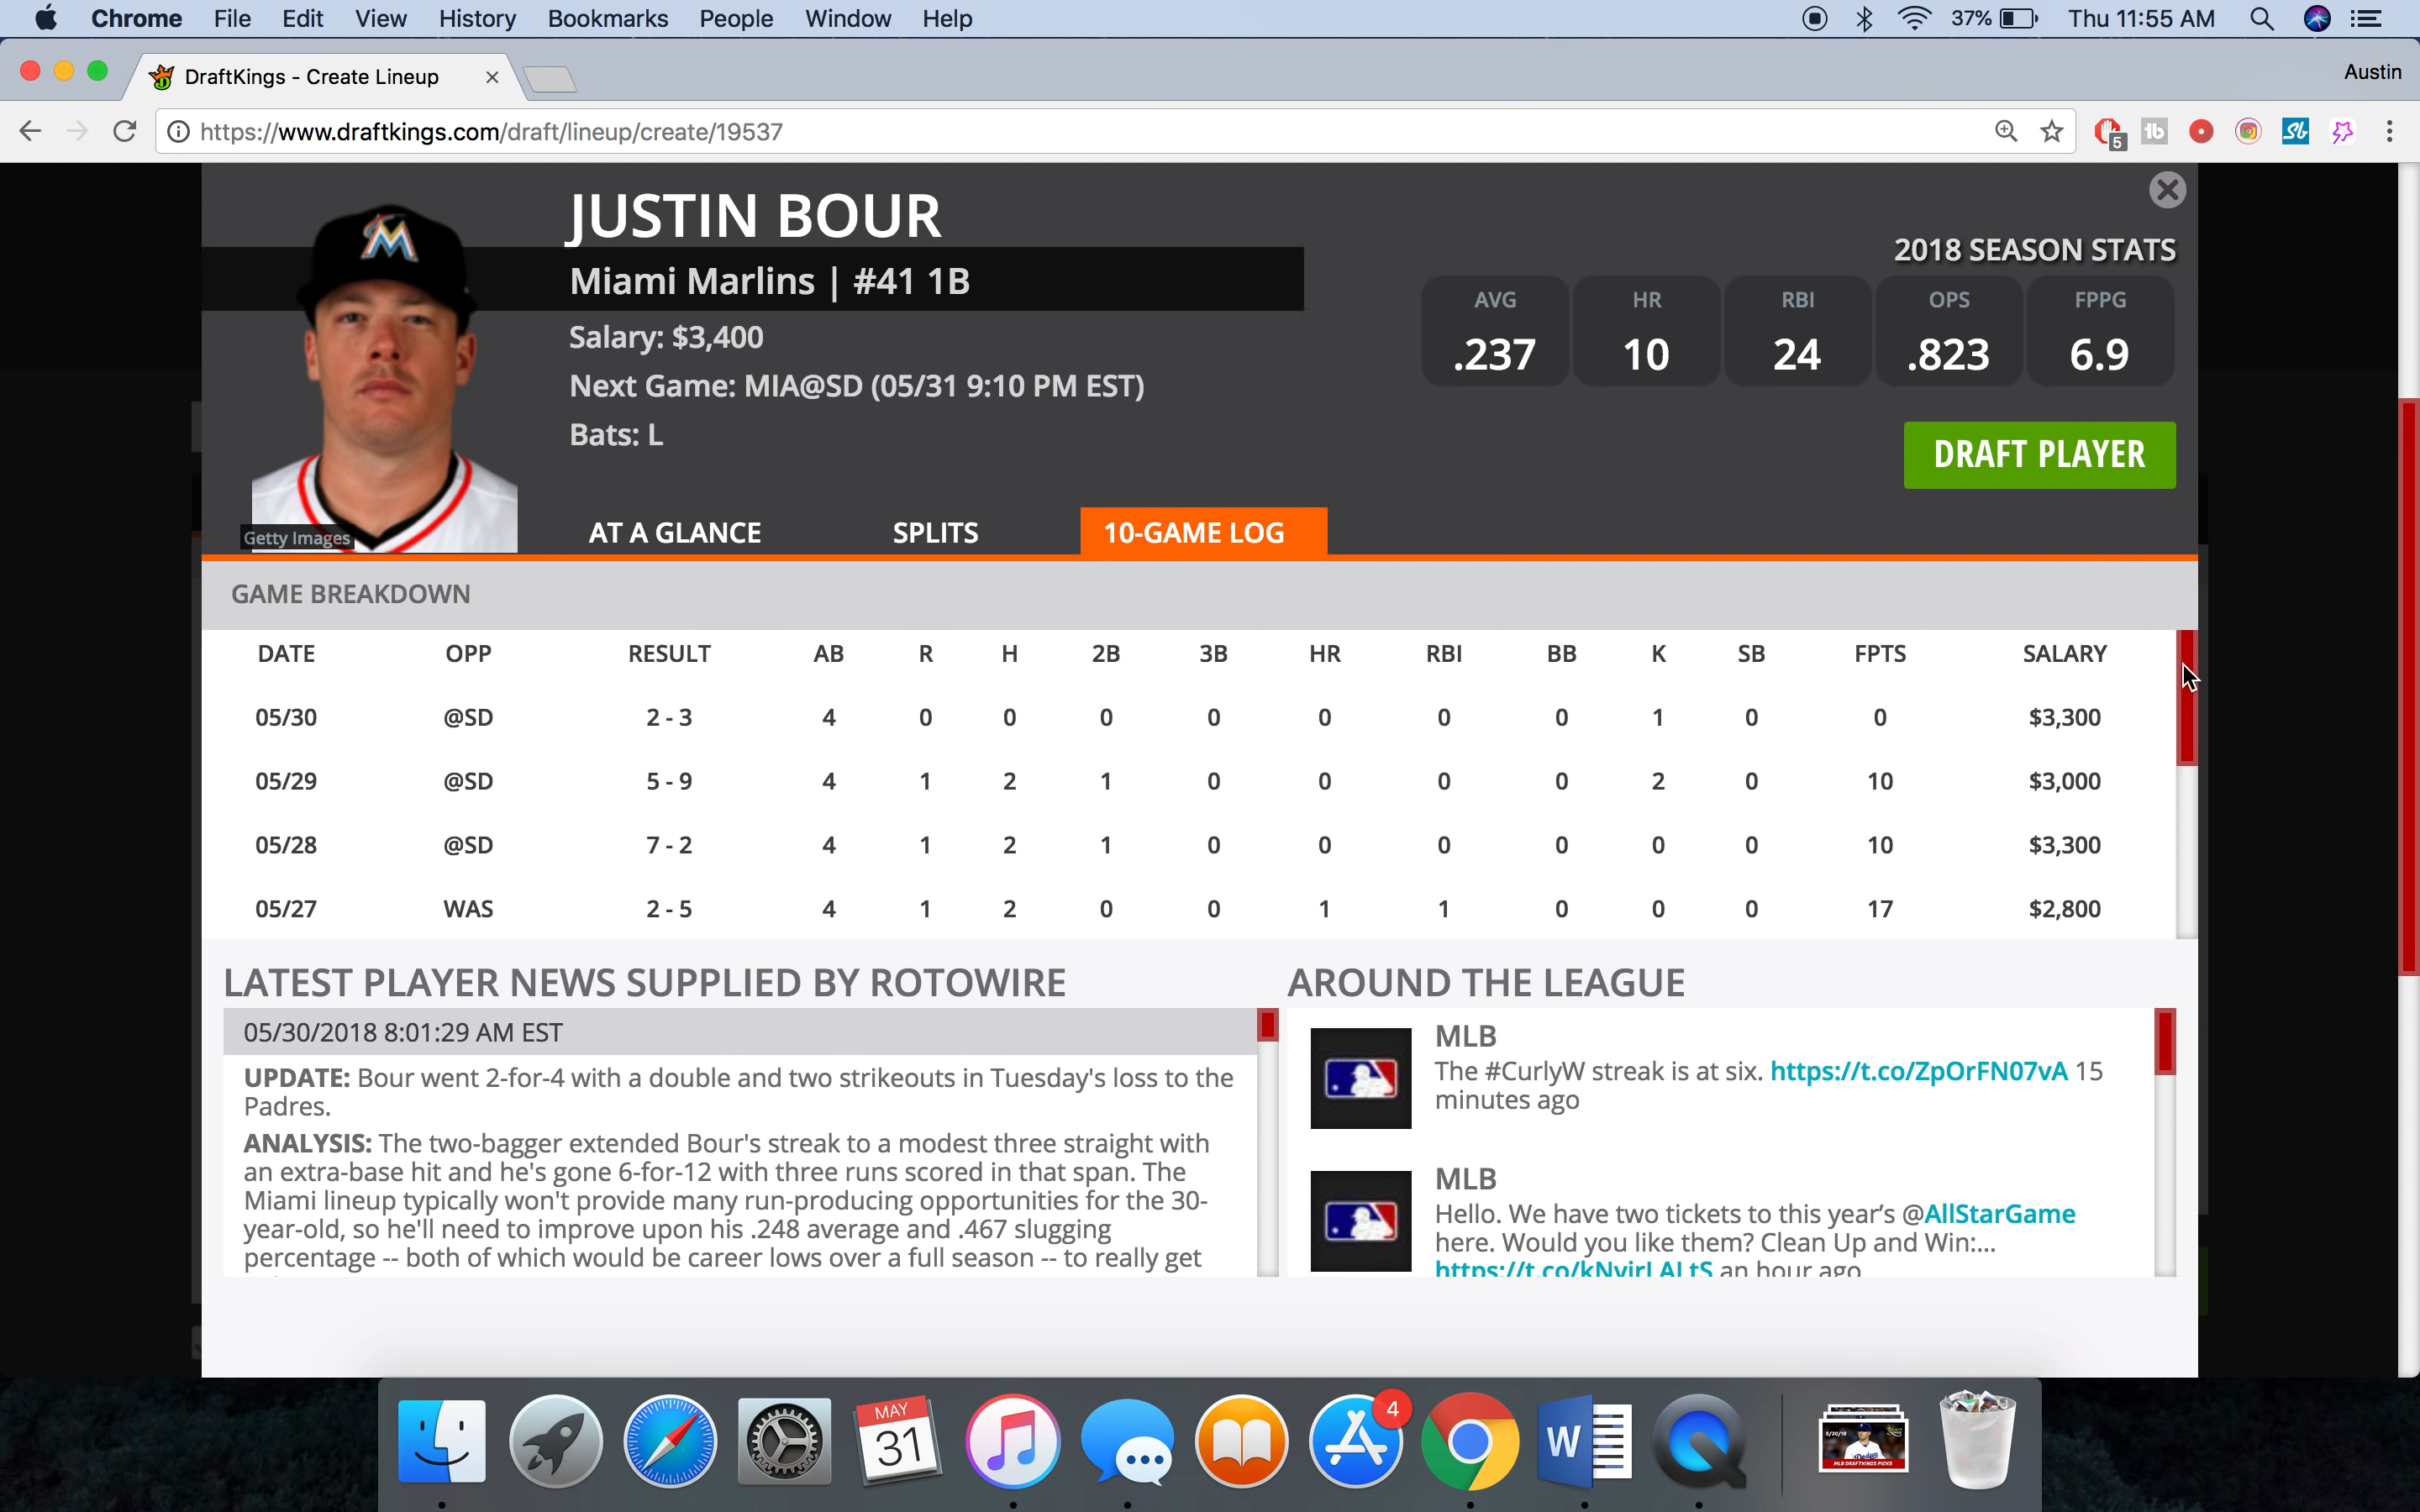 Chrome File Edit View History Bookmarks People Window Help 37% Thu 11:55 AM
DraftKings - Create Lineup
Austin
https://www.draftkings.com/draft/lineup/create/19537
5
JUSTIN BOUR
Miami Marlins | #41 1B
Salary: $3,400
Next Game: MIA@SD (05/31 9:10 PM EST)
Bats: L
Getty Images
2018 SEASON STATS
AVG HR RBI OPS FPPG
.237 10 24 .823 6.9
DRAFT PLAYER
AT A GLANCE SPLITS 10-GAME LOG
GAME BREAKDOWN
DATE OPP RESULT AB R H 2B 3B HR RBI BB K SB FPTS SALARY
05/30 @SD 2 - 3 4 0 0 0 0 0 0 0 1 0 0 $3,300
05/29 @SD 5 - 9 4 1 2 1 0 0 0 0 2 0 10 $3,000
05/28 @SD 7 - 2 4 1 2 1 0 0 0 0 0 0 10 $3,300
05/27 WAS 2 - 5 4 1 2 0 0 1 1 0 0 0 17 $2,800
LATEST PLAYER NEWS SUPPLIED BY ROTOWIRE
05/30/2018 8:01:29 AM EST
UPDATE: Bour went 2-for-4 with a double and two strikeouts in Tuesday's loss to the
Padres.
ANALYSIS: The two-bagger extended Bour's streak to a modest three straight with
an extra-base hit and he's gone 6-for-12 with three runs scored in that span. The
Miami lineup typically won't provide many run-producing opportunities for the 30-
year-old, so he'll need to improve upon his .248 average and .467 slugging
percentage -- both of which would be career lows over a full season -- to really get
AROUND THE LEAGUE
MLB
The #CurlyW streak is at six. https://t.co/ZpOrFN07vA 15
minutes ago
MLB
Hello. We have two tickets to this year's @AllStarGame
here. Would you like them? Clean Up and Win:...
an hour ago
MAY
31
4
W
5/30/18
Dodgers
MLB DRAFTKINGS PICKS